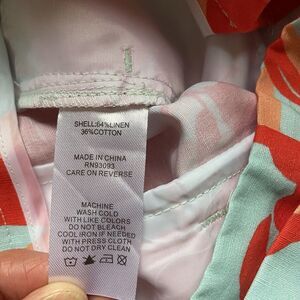 SHELL:64%LINEN
36%COTTON
MADE IN CHINA
RN93093
CARE ON REVERSE
MACHINE
WASH COLD
WITH LIKE COLORS
DO NOT BLEACH
COOL IRON IF NEEDED
WITH PRESS CLOTH
DO NOT DRY CLEAN